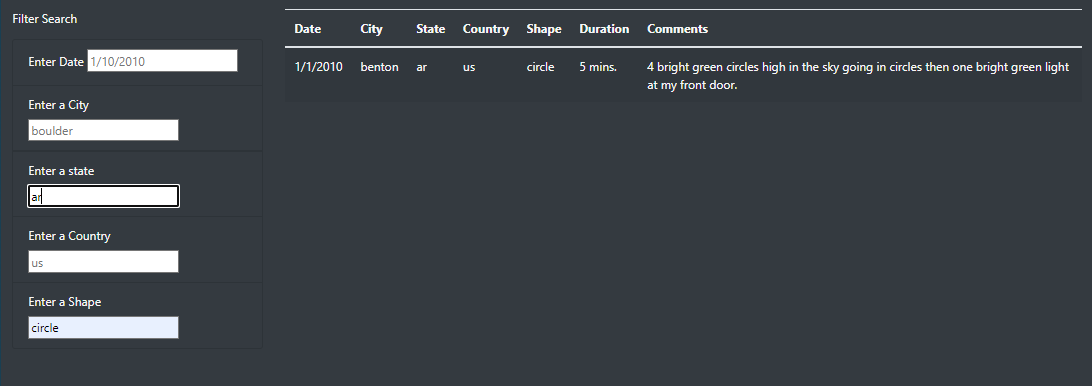 Filter Search
Enter Date 1/10/2010
Enter a City
boulder
Enter a state
ar
Enter a Country
us
Enter a Shape
circle
Date City State Country Shape Duration Comments
1/1/2010 benton ar us circle 5 mins. 4 bright green circles high in the sky going in circles then one bright green light
at my front door.